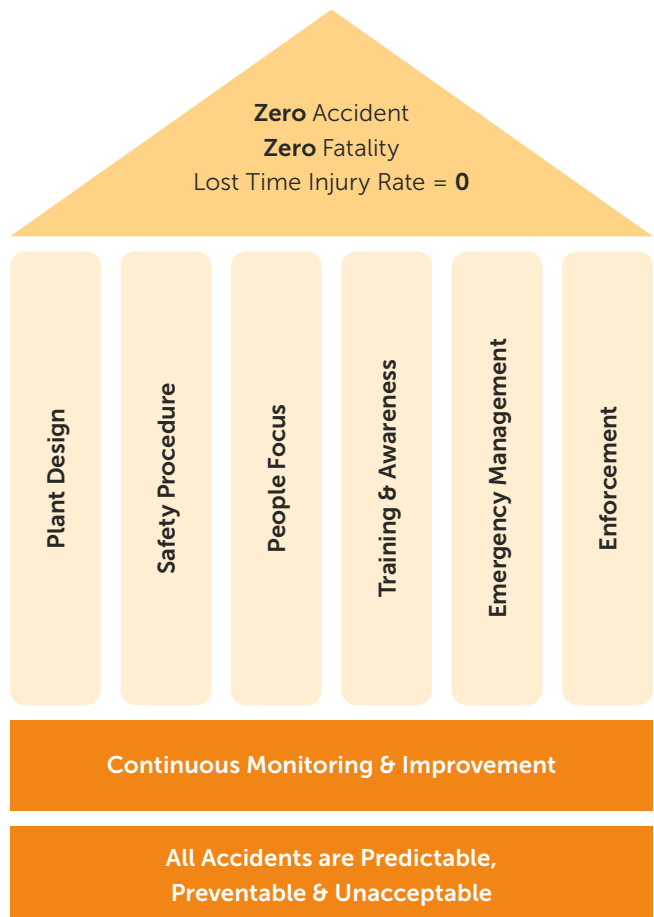 Zero Accident
Zero Fatality
Lost Time Injury Rate = 0
Plant Design
Safety Procedure
People Focus
Training & Awareness
Emergency Management
Enforcement
Continuous Monitoring & Improvement
All Accidents are Predictable,
Preventable & Unacceptable